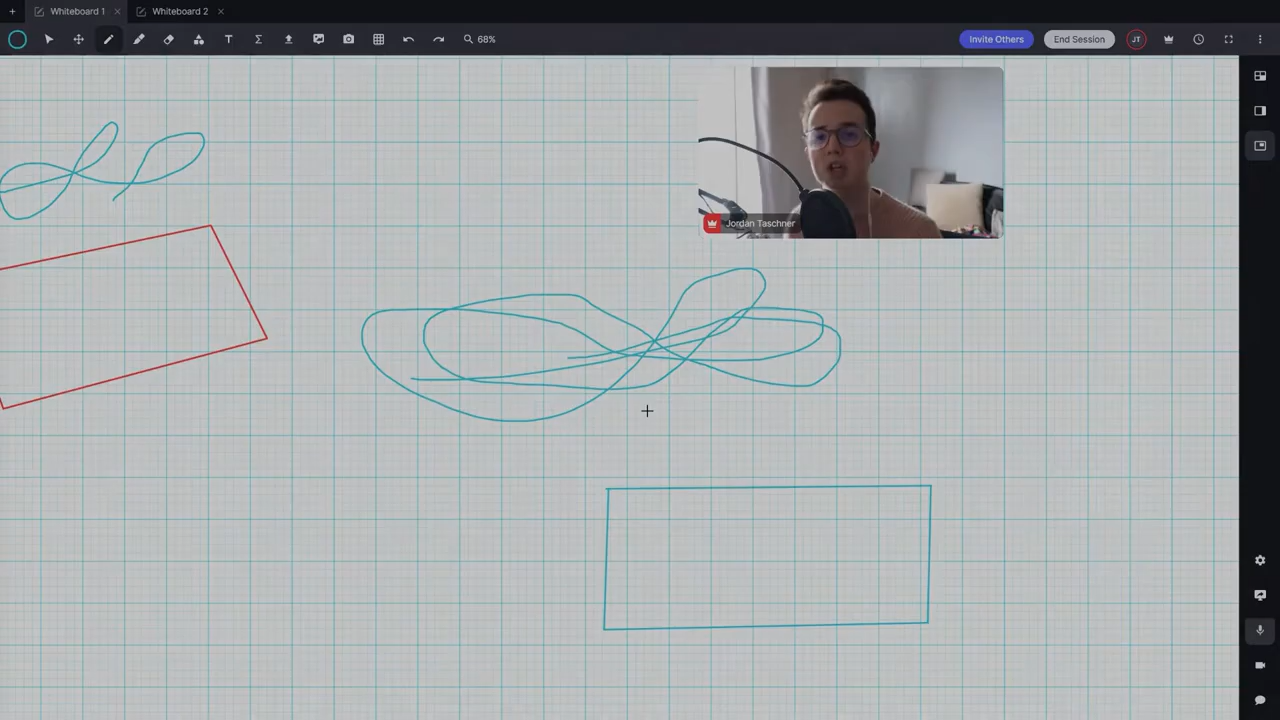 Whiteboard 1
Whiteboard 2
68%
Invite Others
End Session
JT
Jordan Taschner